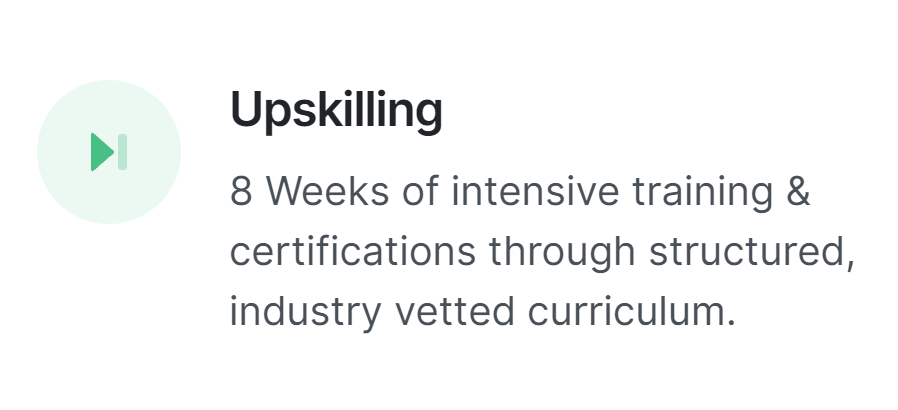 Upskilling
8 Weeks of intensive training &
certifications through structured,
industry vetted curriculum.